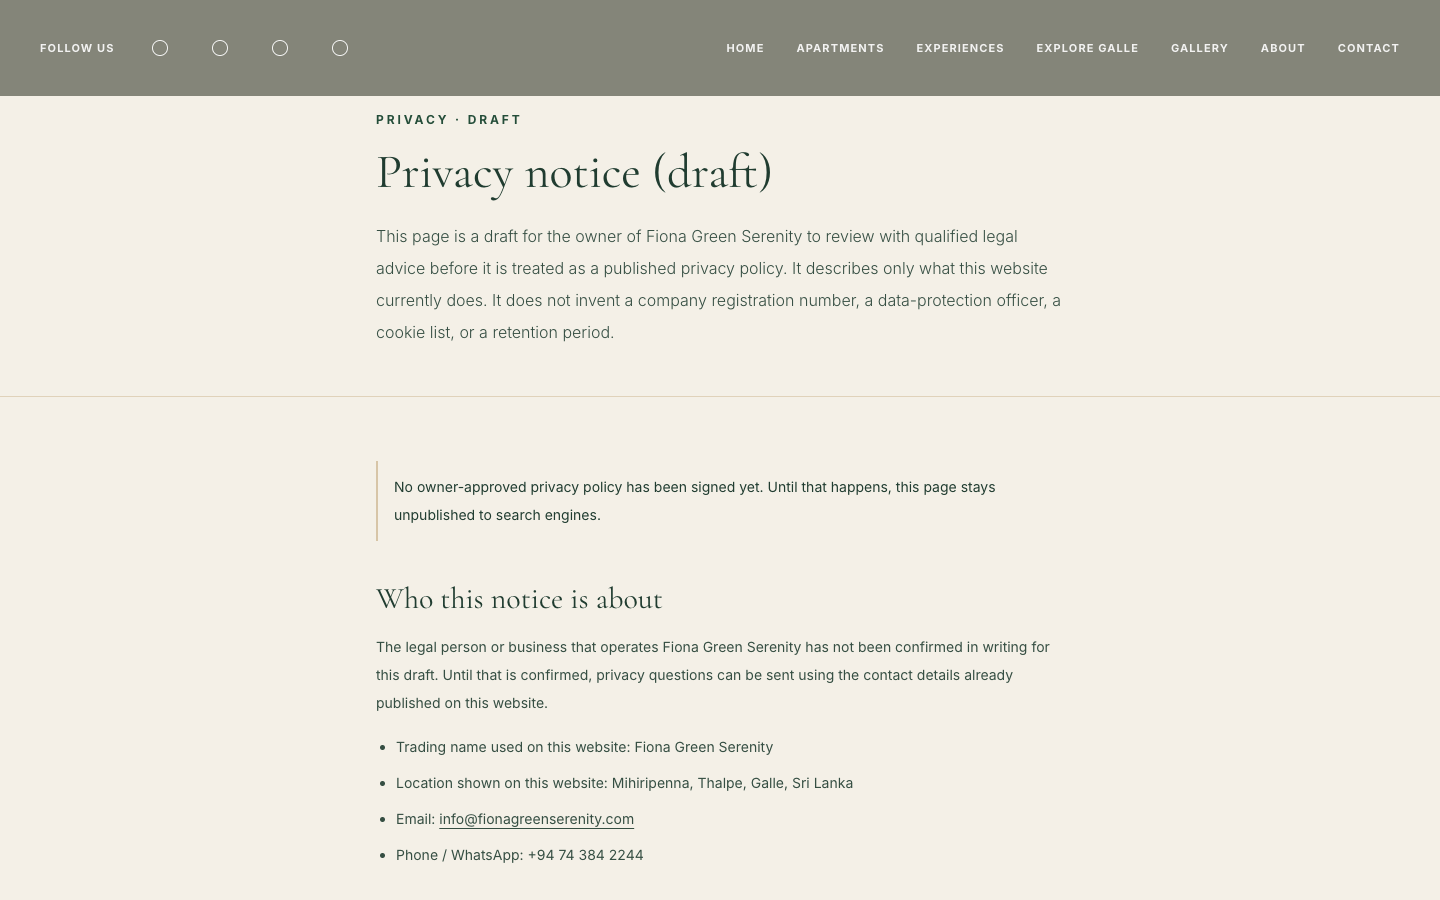 FOLLOW US
HOME
APARTMENTS
EXPERIENCES
EXPLORE GALLE
GALLERY
ABOUT
CONTACT
PRIVACY · DRAFT
Privacy notice (draft)
This page is a draft for the owner of Fiona Green Serenity to review with qualified legal
advice before it is treated as a published privacy policy. It describes only what this website
currently does. It does not invent a company registration number, a data-protection officer, a
cookie list, or a retention period.
No owner-approved privacy policy has been signed yet. Until that happens, this page stays
unpublished to search engines.
Who this notice is about
The legal person or business that operates Fiona Green Serenity has not been confirmed in writing for
this draft. Until that is confirmed, privacy questions can be sent using the contact details already
published on this website.
Trading name used on this website: Fiona Green Serenity
Location shown on this website: Mihiripenna, Thalpe, Galle, Sri Lanka
Email: info@fionagreenserenity.com
Phone / WhatsApp: +94 74 384 2244